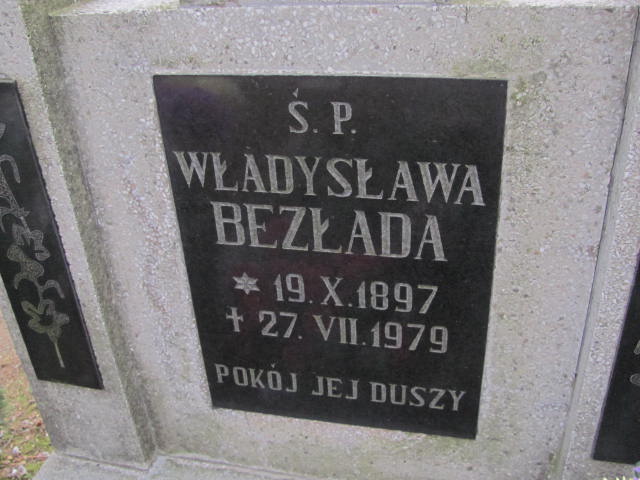 Ś. P.
WŁADYSŁAWA
BEZŁADA
* 19. X. 1897
✝ 27. VII. 1979
POKÓJ JEJ DUSZY